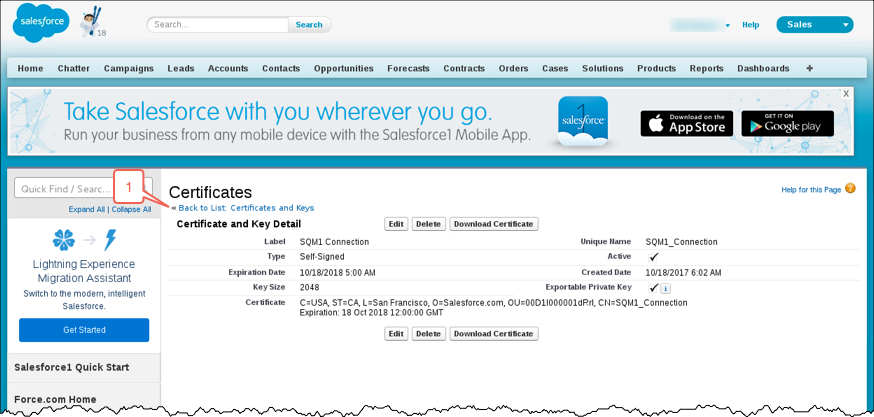 salesforce
18
Search...
Search
Help
Sales
Home Chatter Campaigns Leads Accounts Contacts Opportunities Forecasts Contracts Orders Cases Solutions Products Reports Dashboards +
Take Salesforce with you wherever you go.
Run your business from any mobile device with the Salesforce1 Mobile App.
1
salesforce
Download on the
App Store
GET IT ON
Google play
X
Quick Find / Searc...
1
Expand All | Collapse All
Lightning Experience
Migration Assistant
Switch to the modern, intelligent
Salesforce.
Get Started
Salesforce1 Quick Start
Force.com Home
Certificates
Help for this Page ?
« Back to List: Certificates and Keys
Certificate and Key Detail
Edit Delete Download Certificate
Label SQM1 Connection Unique Name SQM1_Connection
Type Self-Signed Active ✓
Expiration Date 10/18/2018 5:00 AM Created Date 10/18/2017 6:02 AM
Key Size 2048 Exportable Private Key ✓ i
Certificate C=USA, ST=CA, L=San Francisco, O=Salesforce.com, OU=00D1I000001dPrl, CN=SQM1_Connection
Expiration: 18 Oct 2018 12:00:00 GMT
Edit Delete Download Certificate